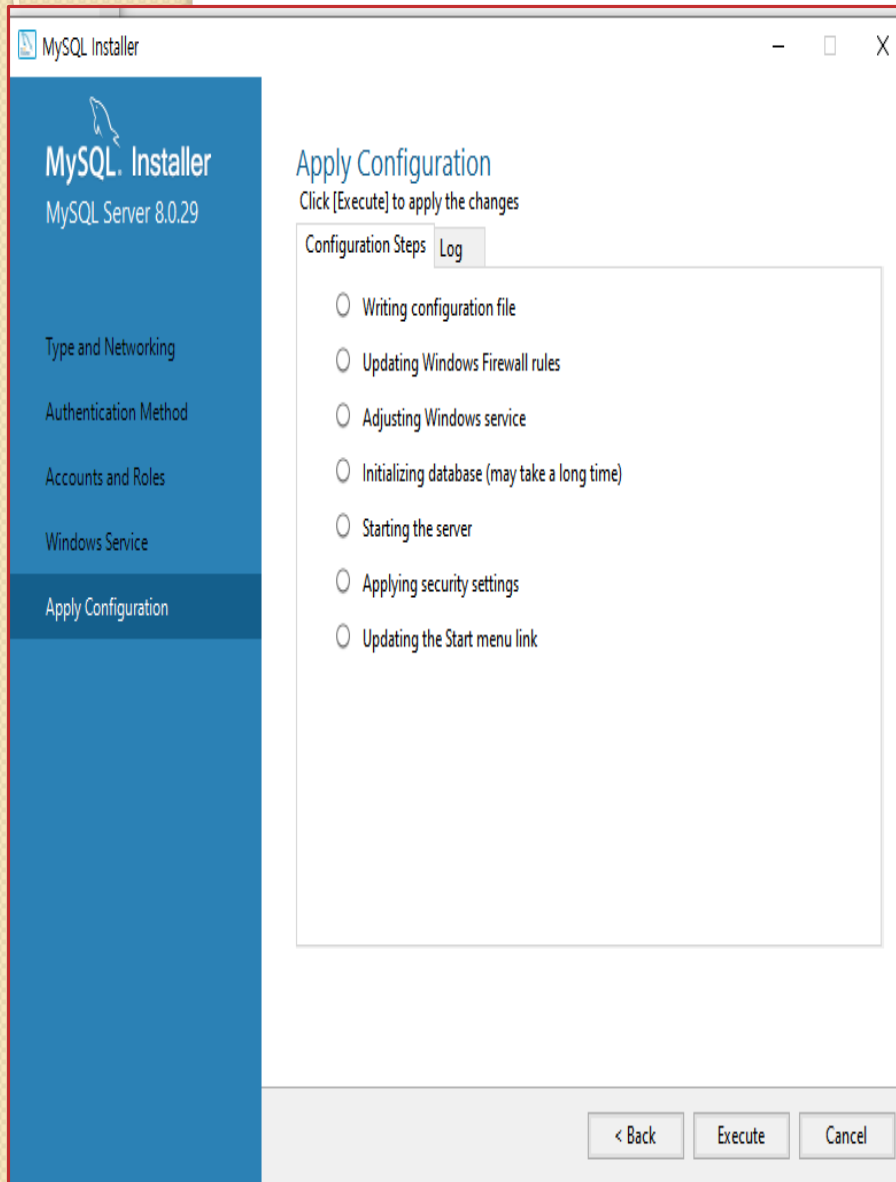 MySQL Installer
MySQL. Installer
MySQL Server 8.0.29
Type and Networking
Authentication Method
Accounts and Roles
Windows Service
Apply Configuration
Apply Configuration
Click [Execute] to apply the changes
Configuration Steps Log
Writing configuration file
Updating Windows Firewall rules
Adjusting Windows service
Initializing database (may take a long time)
Starting the server
Applying security settings
Updating the Start menu link
< Back Execute Cancel